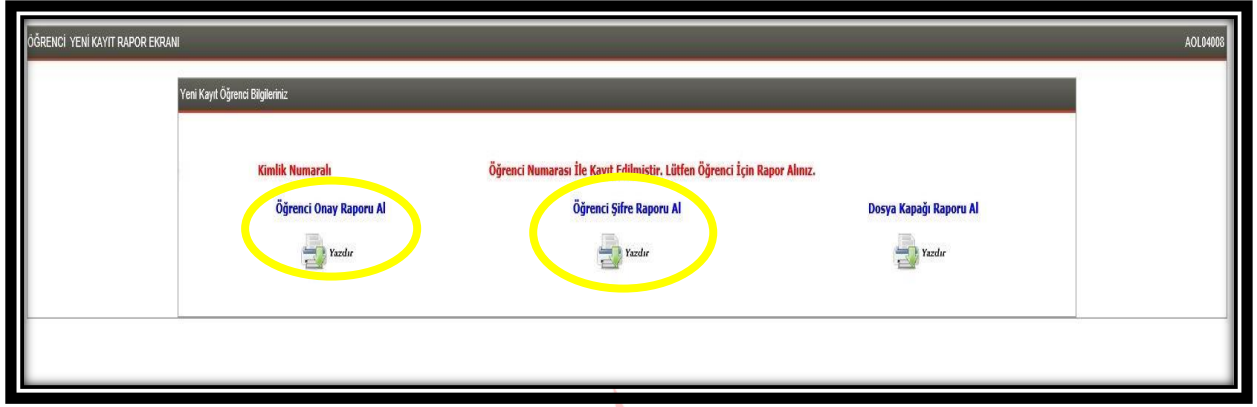 ÖĞRENCİ YENİ KAYIT RAPOR EKRANI AOL04008
Yeni Kayıt Öğrenci Bilgileriniz
Kimlik Numaralı Öğrenci Numarası İle Kayıt Edilmiştir. Lütfen Öğrenci İçin Rapor Alınız.
Öğrenci Onay Raporu Al Öğrenci Şifre Raporu Al Dosya Kapağı Raporu Al
Yazdır Yazdır Yazdır